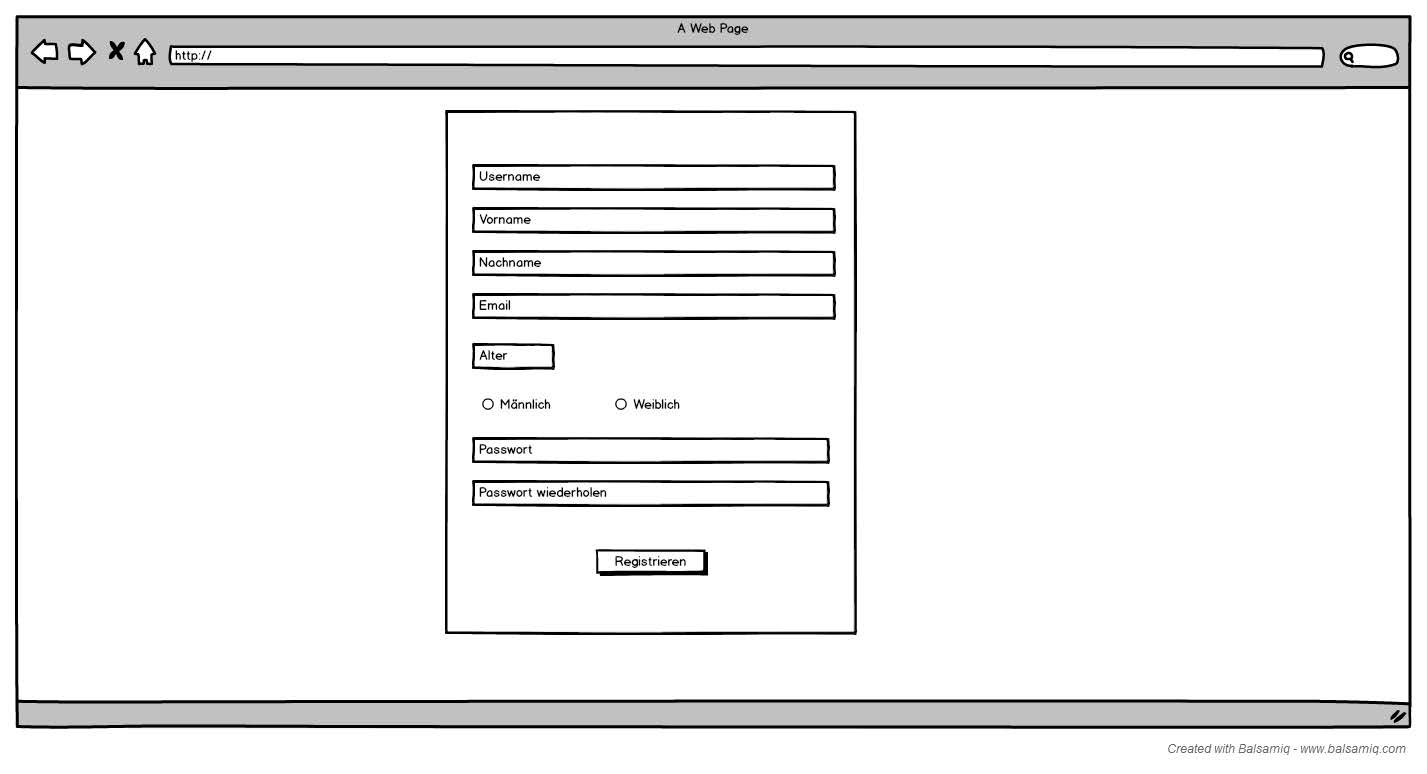 A Web Page
http://
Username
Vorname
Nachname
Email
Alter
Männlich Weiblich
Passwort
Passwort wiederholen
Registrieren
Created with Balsamiq - www.balsamiq.com